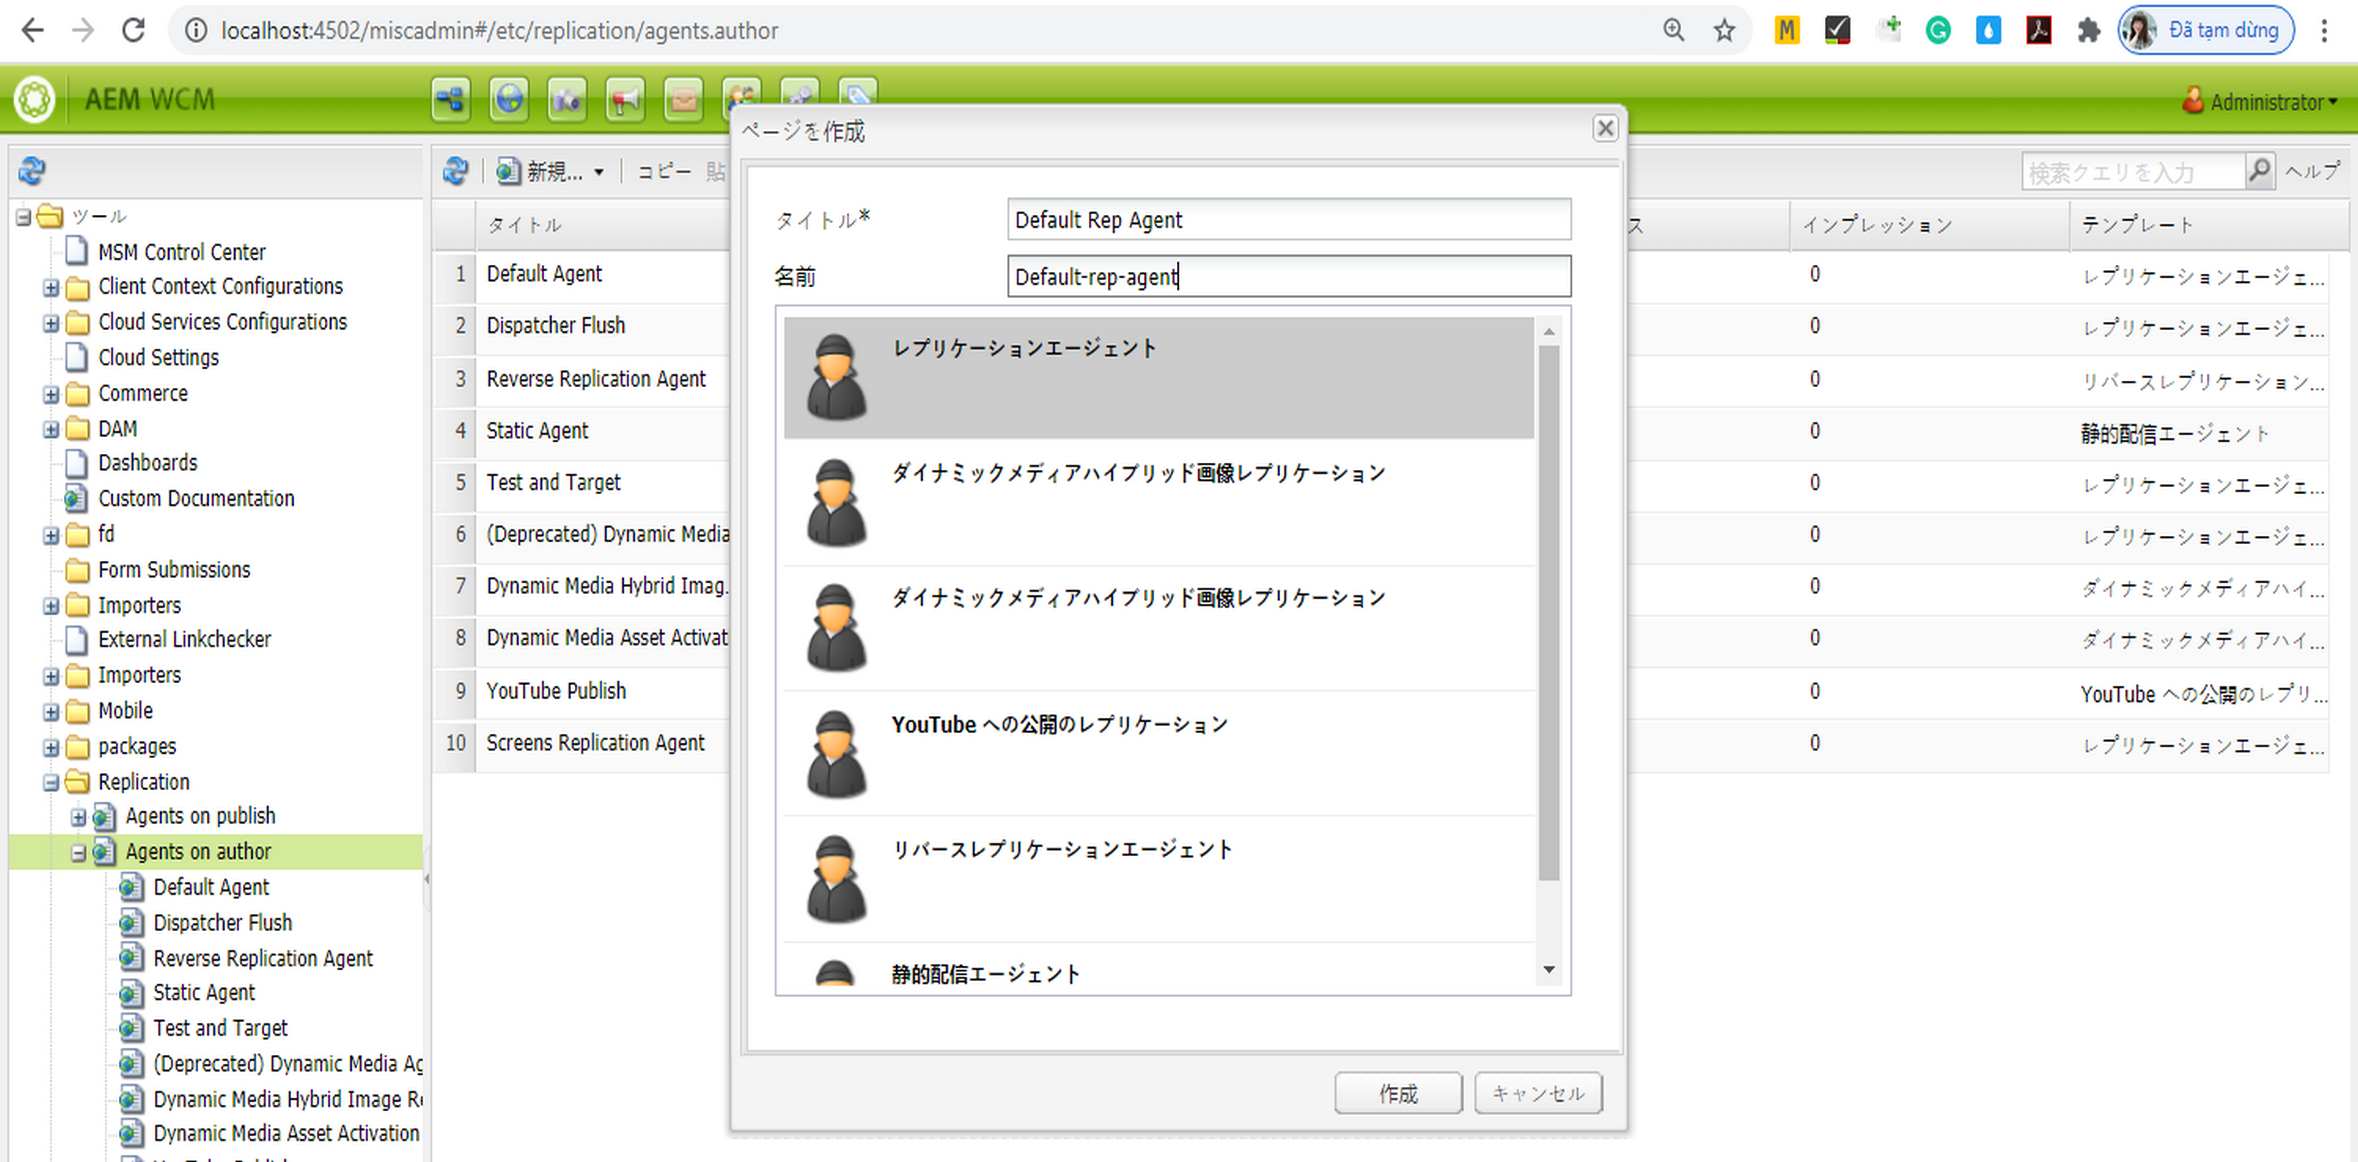 localhost:4502/miscadmin#/etc/replication/agents.author
Đã tạm dừng
AEM WCM
Administrator
ページを作成
新規...
コピー
貼
検索クエリを入力
ヘルプ
ツール
MSM Control Center
Client Context Configurations
Cloud Services Configurations
Cloud Settings
Commerce
DAM
Dashboards
Custom Documentation
fd
Form Submissions
Importers
External Linkchecker
Importers
Mobile
packages
Replication
Agents on publish
Agents on author
Default Agent
Dispatcher Flush
Reverse Replication Agent
Static Agent
Test and Target
(Deprecated) Dynamic Media Ag
Dynamic Media Hybrid Image Re
Dynamic Media Asset Activation
タイトル
1 Default Agent
2 Dispatcher Flush
3 Reverse Replication Agent
4 Static Agent
5 Test and Target
6 (Deprecated) Dynamic Media
7 Dynamic Media Hybrid Imag.
8 Dynamic Media Asset Activat
9 YouTube Publish
10 Screens Replication Agent
タイトル*
Default Rep Agent
名前
Default-rep-agent
レプリケーションエージェント
ダイナミックメディアハイブリッド画像レプリケーション
ダイナミックメディアハイブリッド画像レプリケーション
YouTube への公開のレプリケーション
リバースレプリケーションエージェント
静的配信エージェント
作成
キャンセル
ス
インプレッション
テンプレート
0 レプリケーションエージェ...
0 レプリケーションエージェ...
0 リバースレプリケーション...
0 静的配信エージェント
0 レプリケーションエージェ...
0 レプリケーションエージェ...
0 ダイナミックメディアハイ...
0 ダイナミックメディアハイ...
0 YouTube への公開のレプリ...
0 レプリケーションエージェ...